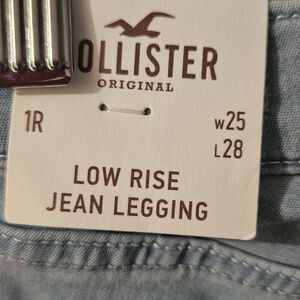 OLLISTER
ORIGINAL
1R
W25
L28
LOW RISE
JEAN LEGGING